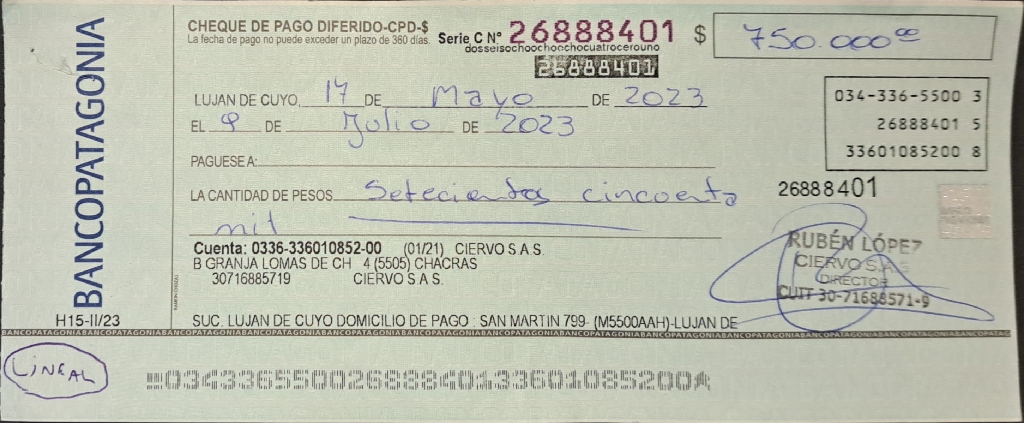 BANCOPATAGONIA
CHEQUE DE PAGO DIFERIDO-CPD-$
La fecha de pago no puede exceder un plazo de 360 días.
Serie C N° 26888401
dosseisochoochoochocuatrocerouno
26888401
$ 750.000ºº
LUJAN DE CUYO, 17 DE Mayo DE 2023
EL 9 DE Julio DE 2023
034-336-5500 3
26888401 5
33601085200 8
PAGUESE A:
LA CANTIDAD DE PESOS Setecientos cincuenta
mil
26888401
Cuenta: 0336-336010852-00 (01/21) CIERVO S.A.S.
B GRANJA LOMAS DE CH 4 (5505) CHACRAS
30716885719 CIERVO S.A.S.
RUBÉN LÓPEZ
CIERVO S.A.S
DIRECTOR
CUIT 30-71688571-9
H15-II/23
SUC. LUJAN DE CUYO DOMICILIO DE PAGO : SAN MARTIN 799- (M5500AAH)-LUJAN DE
BANCOPATAGONIABANCOPATAGONIABANCOPATAGONIABANCOPATAGONIABANCOPATAGONIA
LINEAL
03433655002688840133601085200